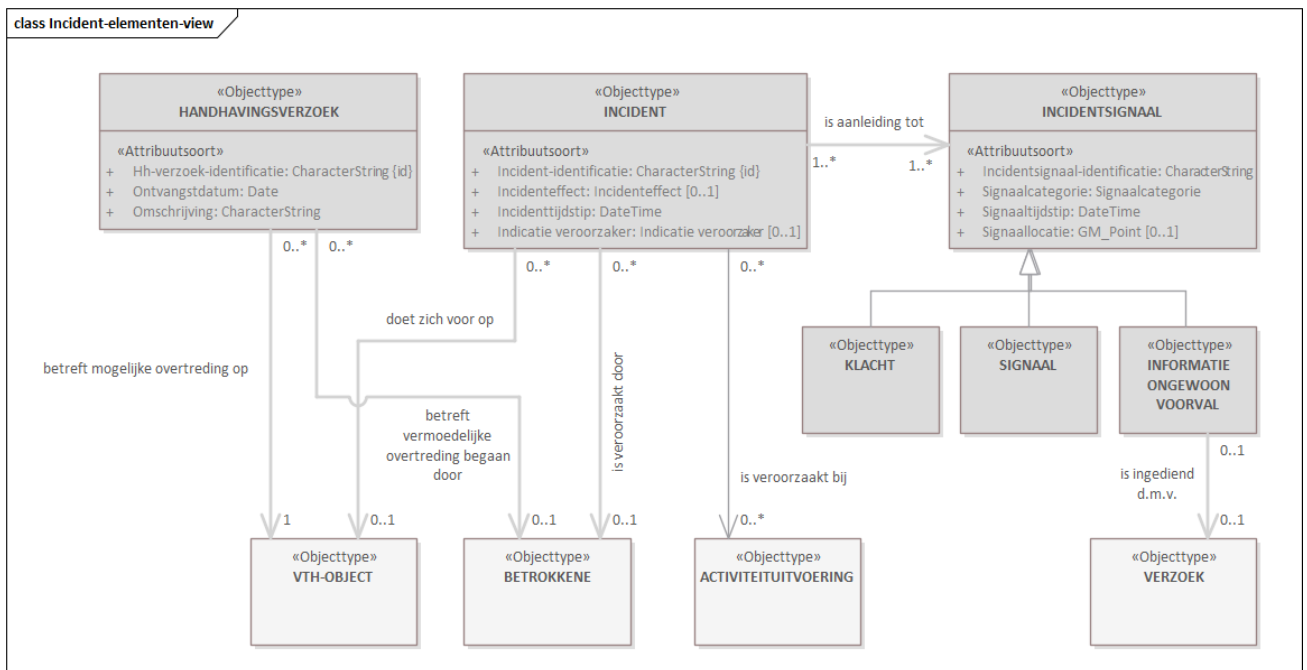 class Incident-elementen-view
«Objecttype»
HANDHAVINGSVERZOEK
«Attribuutsoort»
+ Hh-verzoek-identificatie: CharacterString {id}
+ Ontvangstdatum: Date
+ Omschrijving: CharacterString
«Objecttype»
INCIDENT
«Attribuutsoort»
+ Incident-identificatie: CharacterString {id}
+ Incidenteffect: Incidenteffect [0..1]
+ Incidenttijdstip: DateTime
+ Indicatie veroorzaker: Indicatie veroorzaker [0..1]
is aanleiding tot
1..*
1..*
«Objecttype»
INCIDENTSIGNAAL
«Attribuutsoort»
+ Incidentsignaal-identificatie: CharacterString
+ Signaalcategorie: Signaalcategorie
+ Signaaltijdstip: DateTime
+ Signaallocatie: GM_Point [0..1]
0..*
0..*
0..*
0..*
0..*
doet zich voor op
betreft mogelijke overtreding op
betreft
vermoedelijke
overtreding begaan
door
is veroorzaakt door
is veroorzaakt bij
«Objecttype»
KLACHT
«Objecttype»
SIGNAAL
«Objecttype»
INFORMATIE
ONGEWOON
VOORVAL
0..1
is ingediend
d.m.v.
1
0..1
0..1
0..1
0..*
0..1
«Objecttype»
VTH-OBJECT
«Objecttype»
BETROKKENE
«Objecttype»
ACTIVITEITUITVOERING
«Objecttype»
VERZOEK